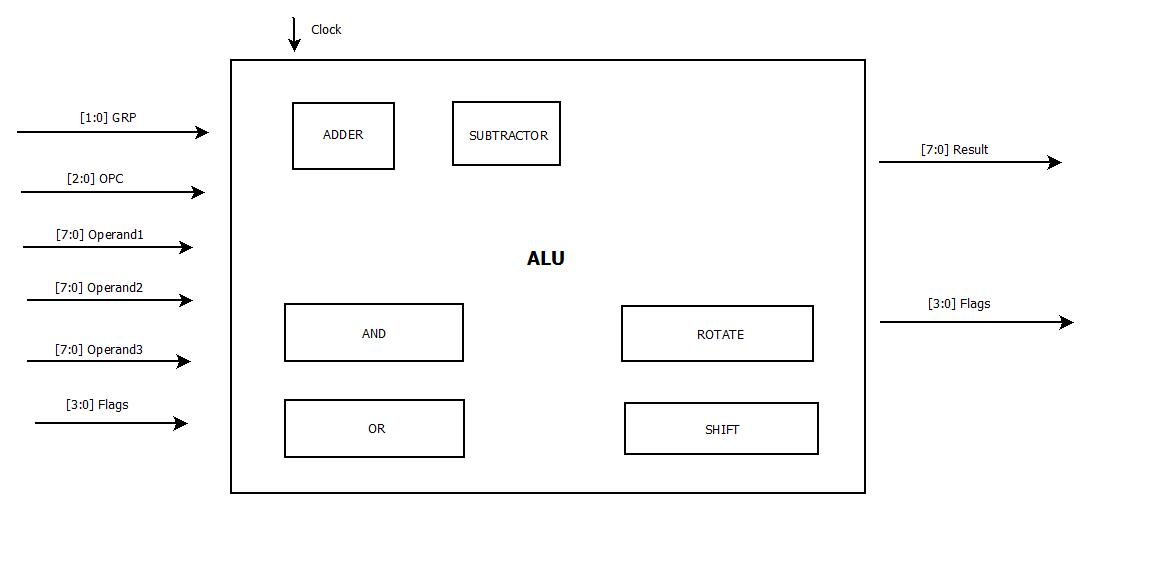 Clock
[1:0] GRP
ADDER
SUBTRACTOR
[7:0] Result
[2:0] OPC
[7:0] Operand1
ALU
[7:0] Operand2
[3:0] Flags
AND
ROTATE
[7:0] Operand3
[3:0] Flags
OR
SHIFT